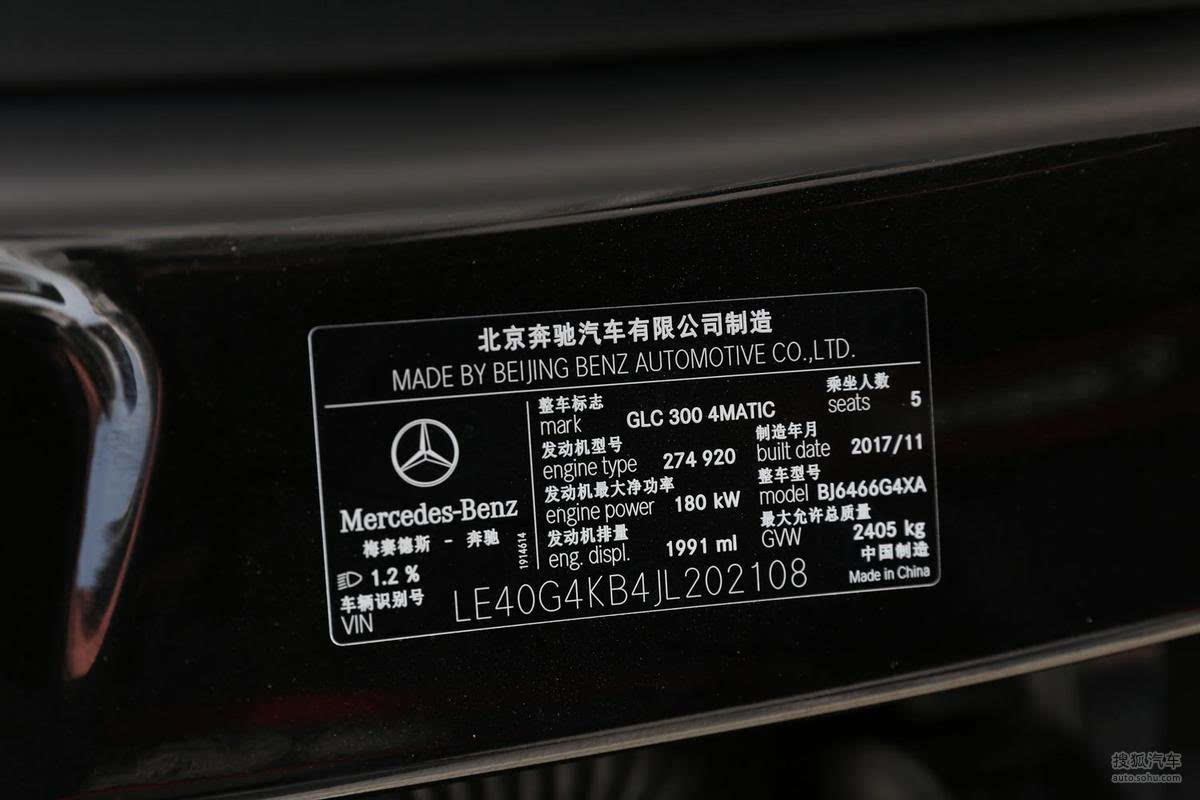 北京奔驰汽车有限公司制造
MADE BY BEIJING BENZ AUTOMOTIVE CO.,LTD.
Mercedes-Benz
梅赛德斯 - 奔驰
1.2 %
1914614
整车标志
mark GLC 300 4MATIC
乘坐人数
seats 5
发动机型号
engine type 274 920
制造年月
built date 2017/11
发动机最大净功率
engine power 180 kW
整车型号
model BJ6466G4XA
发动机排量
eng. displ. 1991 ml
最大允许总质量
GVW 2405 kg
中国制造
Made in China
车辆识别号
VIN LE40G4KB4JL202108
搜狐汽车
auto.sohu.com